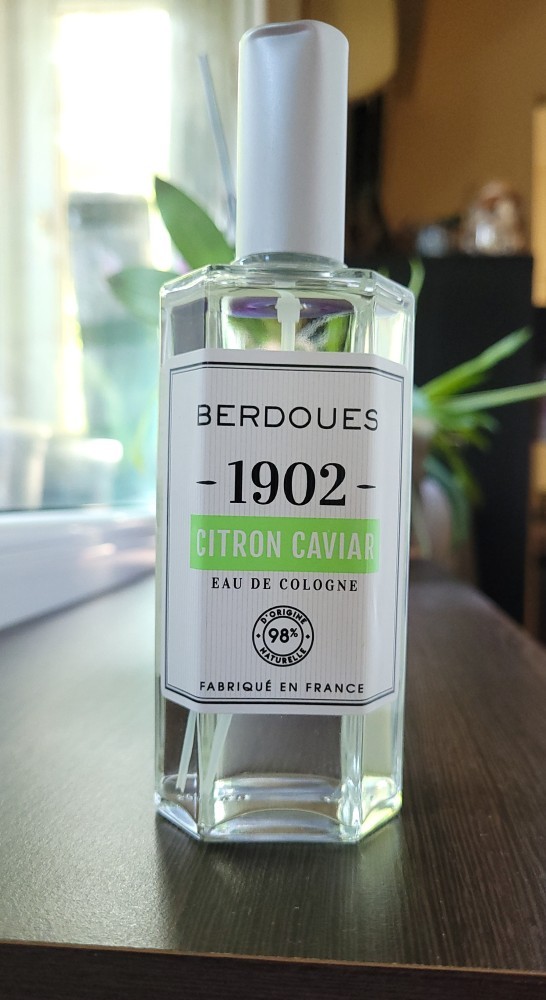 BERDOUES
- 1902 -
CITRON CAVIAR
EAU DE COLOGNE
D'ORIGINE
98%
NATURELLE
FABRIQUÉ EN FRANCE